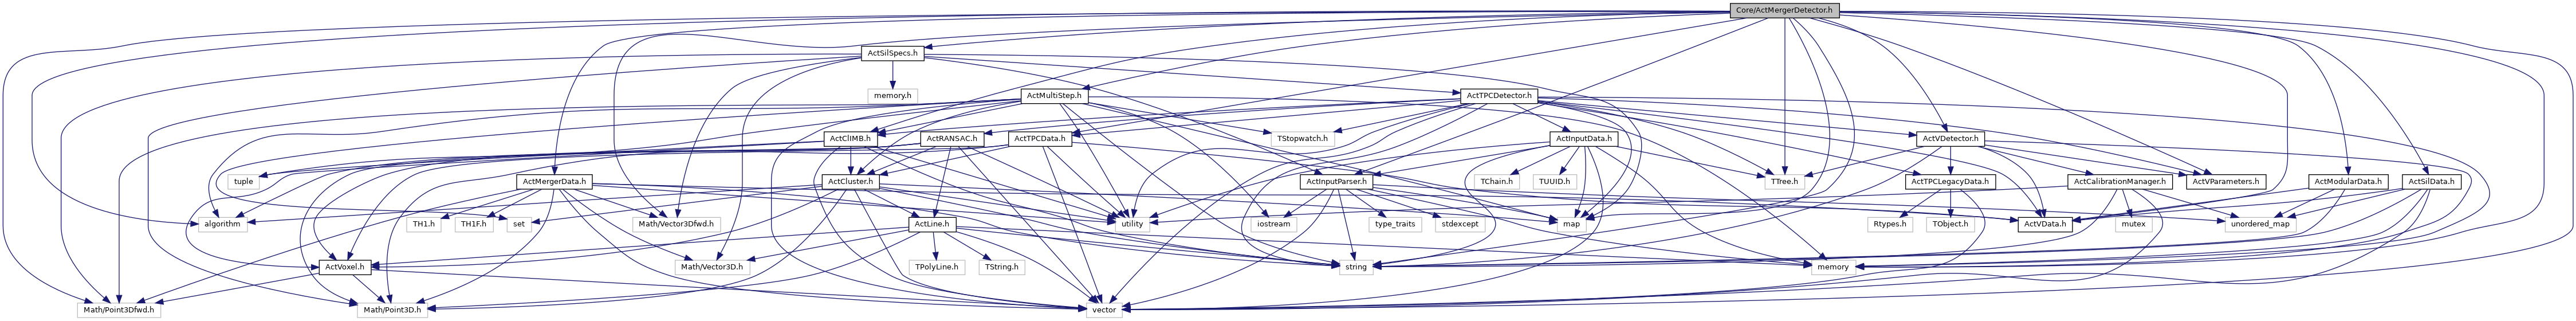 Core/ActMergerDetector.h
ActSilSpecs.h
memory.h
ActMultiStep.h
ActTPCDetector.h
ActCliMB.h
ActRANSAC.h
ActTPCData.h
TStopwatch.h
ActInputData.h
ActVDetector.h
tuple
ActMergerData.h
ActCluster.h
TChain.h
TUUID.h
ActInputParser.h
TTree.h
ActTPCLegacyData.h
ActCalibrationManager.h
ActVParameters.h
ActModularData.h
ActSilData.h
algorithm
TH1.h
TH1F.h
set
Math/Vector3Dfwd.h
utility
ActLine.h
iostream
type_traits
stdexcept
map
Rtypes.h
TObject.h
ActVData.h
mutex
unordered_map
ActVoxel.h
Math/Vector3D.h
TPolyLine.h
TString.h
string
memory
Math/Point3Dfwd.h
Math/Point3D.h
vector